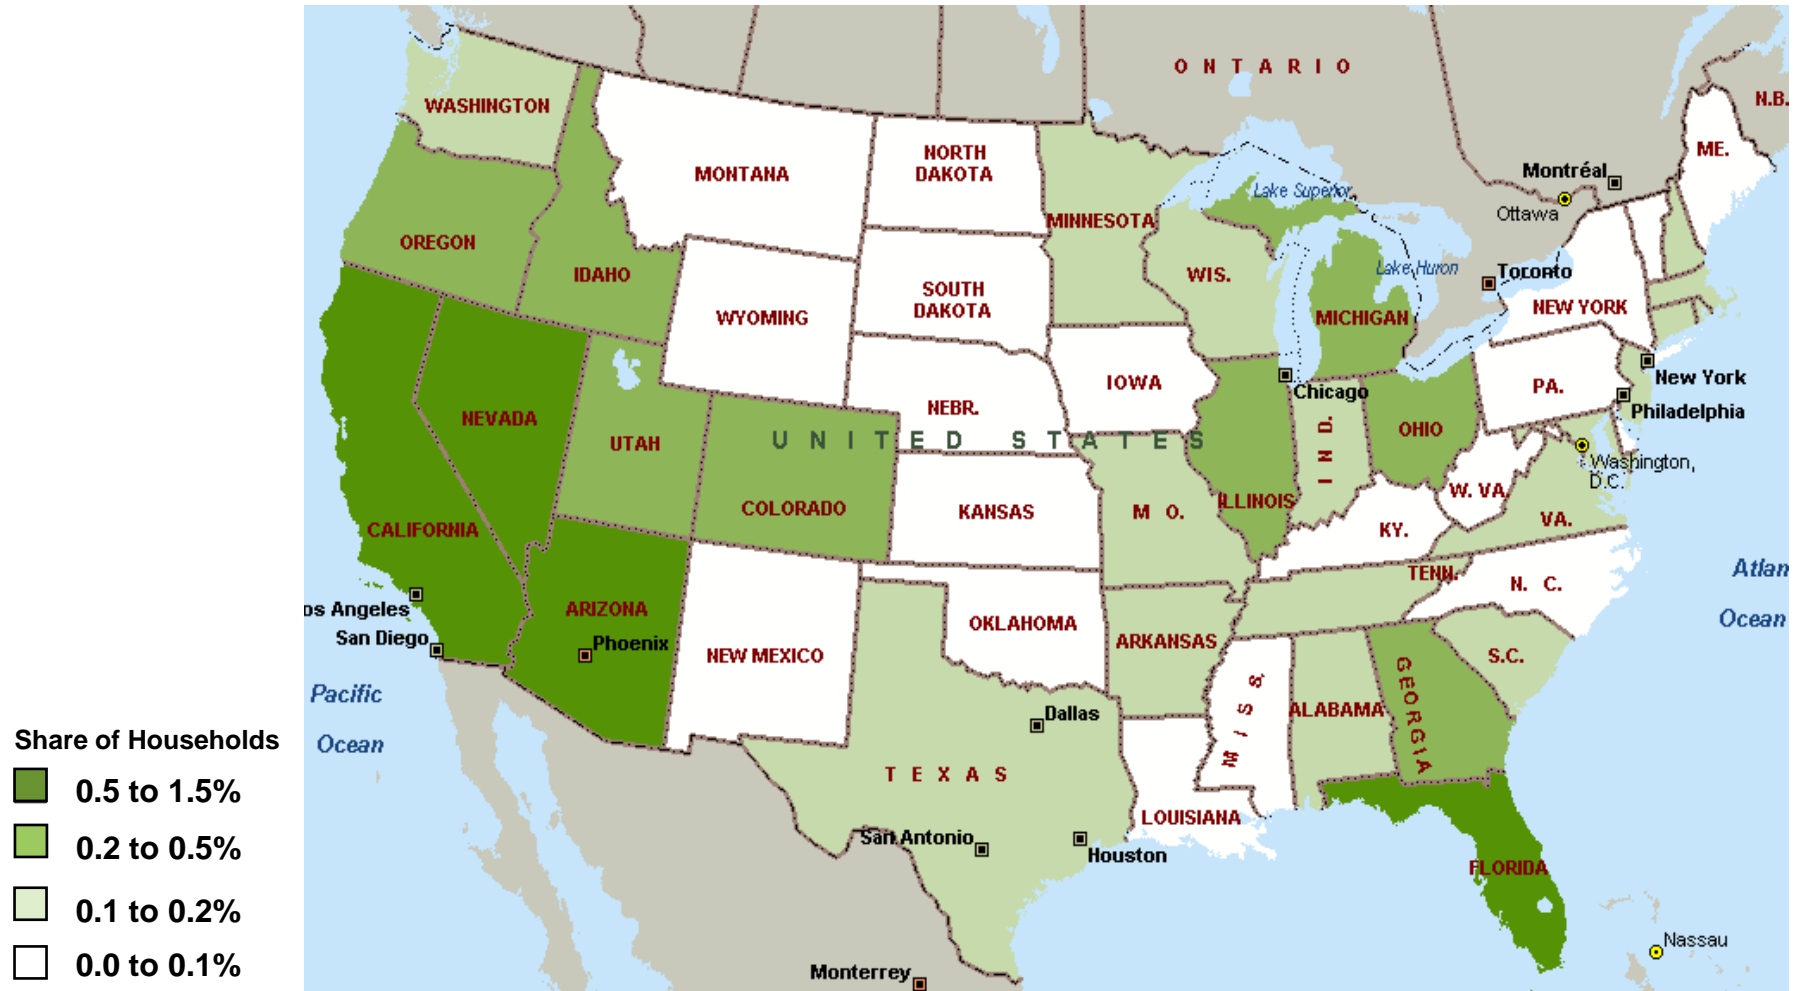 ONTARIO
N.B.
WASHINGTON
MONTANA
NORTH
DAKOTA
ME.
Montréal
Lake Superior
Ottawa
MINNESOTA
OREGON
IDAHO
WIS.
Lake Huron
Toronto
SOUTH
DAKOTA
WYOMING
MICHIGAN
NEW YORK
New York
IOWA
PA.
Chicago
NEBR.
Philadelphia
NEVADA
UTAH
UNITED STATES
IND.
OHIO
Washington,
D.C.
COLORADO
KANSAS
MO.
ILLINOIS
W. VA.
VA.
CALIFORNIA
KY.
Atlan
Ocean
TENN.
N. C.
os Angeles
ARIZONA
San Diego
Phoenix
NEW MEXICO
OKLAHOMA
ARKANSAS
S.C.
Pacific
Ocean
MISS.
ALABAMA
GEORGIA
Dallas
TEXAS
LOUISIANA
San Antonio
Houston
FLORIDA
Nassau
Monterrey
Share of Households
0.5 to 1.5%
0.2 to 0.5%
0.1 to 0.2%
0.0 to 0.1%